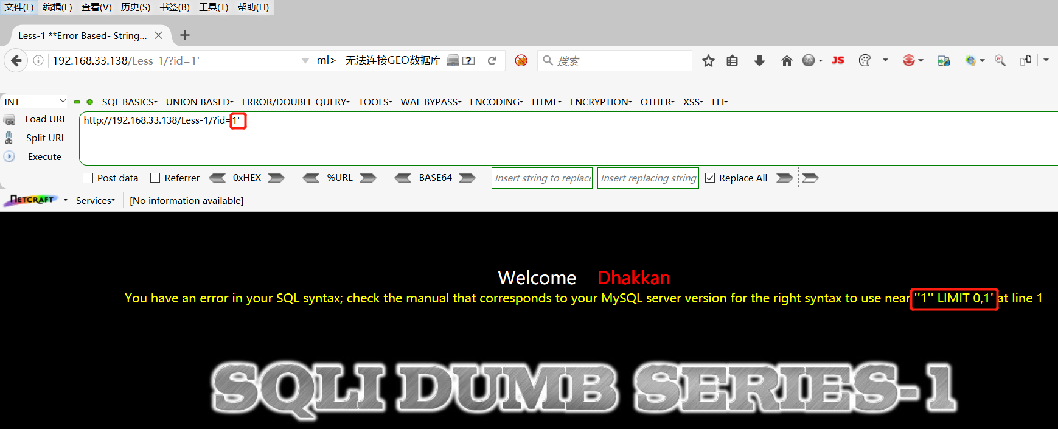 文件(F) 编辑(E) 查看(V) 历史(S) 书签(B) 工具(T) 帮助(H)
Less-1 **Error Based- String...
192.168.33.138/Less-1/?id=1' ml> 无法连接GEO数据库 搜索 JS
INT SQL BASICS UNION BASED ERROR/DOUBLE QUERY TOOLS WAF BYPASS ENCODING HTML ENCRYPTION OTHER XSS LFI
Load URL http://192.168.33.138/Less-1/?id=1'
Split URL
Execute
Post data Referrer 0xHEX %URL BASE64 Insert string to replace Insert replacing string Replace All
NETCRAFT Services [No information available]
Welcome Dhakkan
You have an error in your SQL syntax; check the manual that corresponds to your MySQL server version for the right syntax to use near ''1'' LIMIT 0,1' at line 1
SQLI DUMB SERIES-1